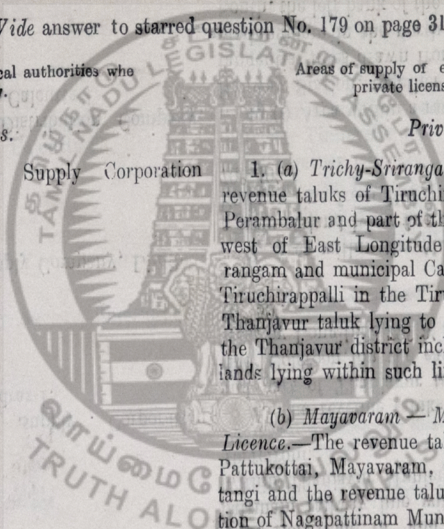 Vide answer to starred question No. 179 on page 31
cal authorities whe
Areas of supply of e
private licens
s.
Priv
Supply Corporation
1. (a) Trichy-Sriranga
revenue taluks of Tiruchi
Perambalur and part of th
west of East Longitude
rangam and municipal Ca
Tiruchirappalli in the Tir
Thanjavur taluk lying to
the Thanjavur district inc
lands lying within such li
(b) Mayavaram — M
Licence.—The revenue ta
Pattukottai, Mayavaram,
tangi and the revenue talu
tion of Nagapattinam Mun
TAMIL NADU LEGISLATIVE ASSE
தமிழ்நாடு
வாய்மையே
TRUTH ALO